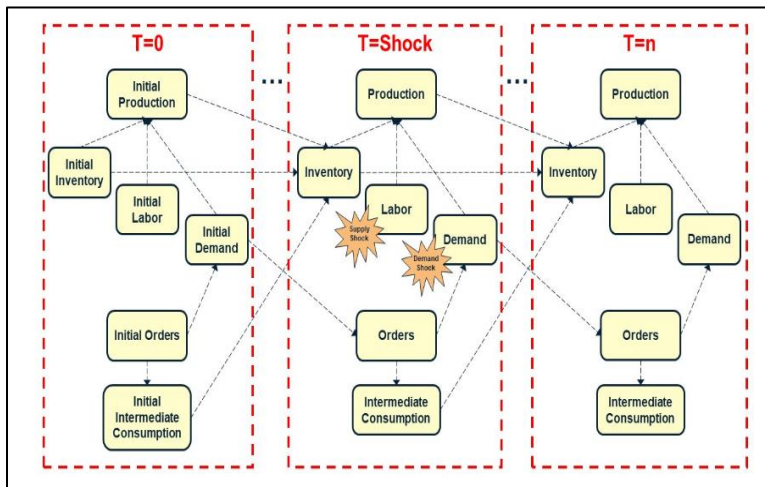 T=0
Initial
Production
Initial
Inventory
Initial
Labor
Initial
Demand
Initial Orders
Initial
Intermediate
Consumption
...
T=Shock
Production
Inventory
Labor
Supply
Shock
Demand
Demand
Shock
Orders
Intermediate
Consumption
...
T=n
Production
Inventory
Labor
Demand
Orders
Intermediate
Consumption